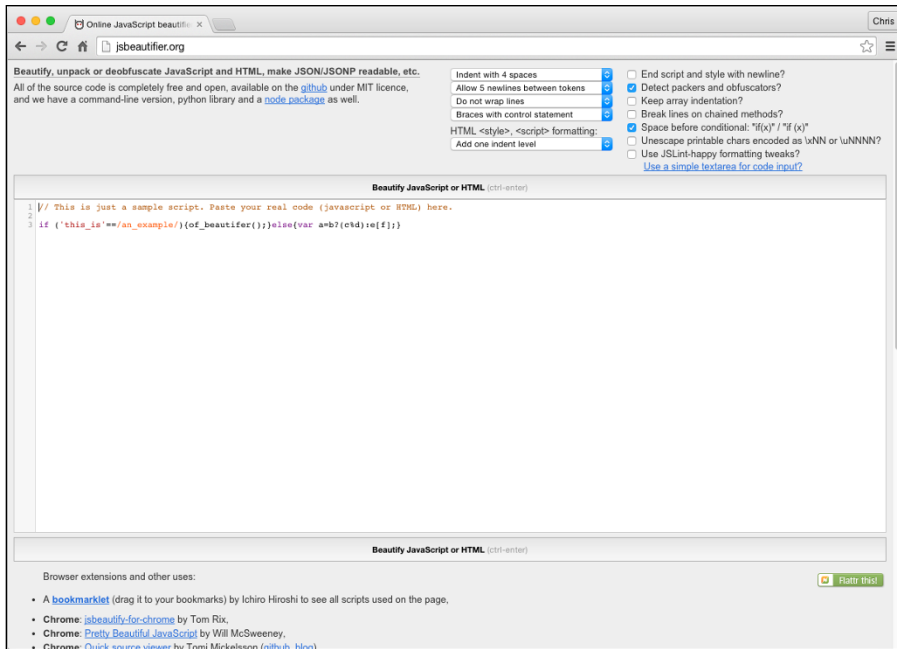 Online JavaScript beautifie
Chris
jsbeautifier.org
Beautify, unpack or deobfuscate JavaScript and HTML, make JSON/JSONP readable, etc.
All of the source code is completely free and open, available on the github under MIT licence,
and we have a command-line version, python library and a node package as well.
Indent with 4 spaces
Allow 5 newlines between tokens
Do not wrap lines
Braces with control statement
HTML <style>, <script> formatting:
Add one indent level
End script and style with newline?
Detect packers and obfuscators?
Keep array indentation?
Break lines on chained methods?
Space before conditional: "if(x)" / "if (x)"
Unescape printable chars encoded as \xNN or \uNNNN?
Use JSLint-happy formatting tweaks?
Use a simple textarea for code input?
Beautify JavaScript or HTML (ctrl-enter)
1 // This is just a sample script. Paste your real code (javascript or HTML) here.
2
3 if ('this_is'==/an_example/){of_beautifer();}else{var a=b?(c%d):e[f];}
Beautify JavaScript or HTML (ctrl-enter)
Browser extensions and other uses:
Flattr this!
• A bookmarklet (drag it to your bookmarks) by Ichiro Hiroshi to see all scripts used on the page,
• Chrome: jsbeautify-for-chrome by Tom Rix,
• Chrome: Pretty Beautiful JavaScript by Will McSweeney,
• Chrome: Quick source viewer by Tomi Mickelsson (github, blog)